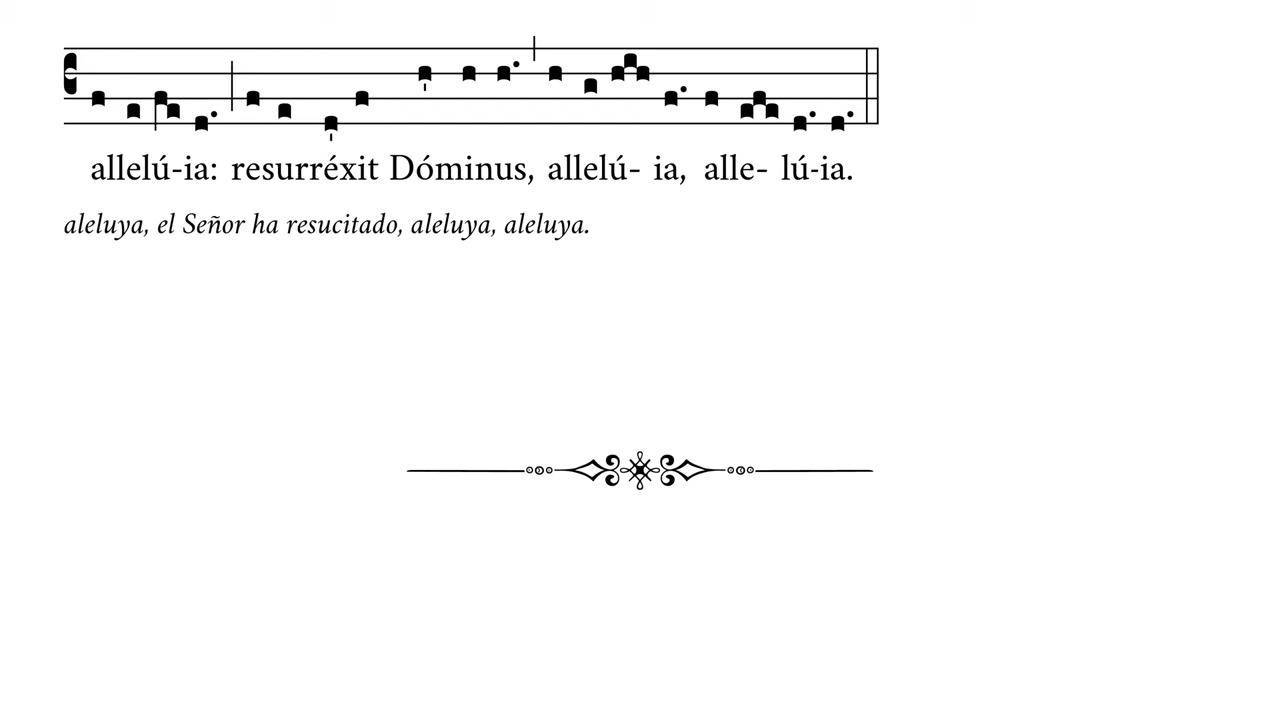 allelú-ia: resurréxit Dóminus, allelú- ia, alle- lú-ia.
aleluya, el Señor ha resucitado, aleluya, aleluya.